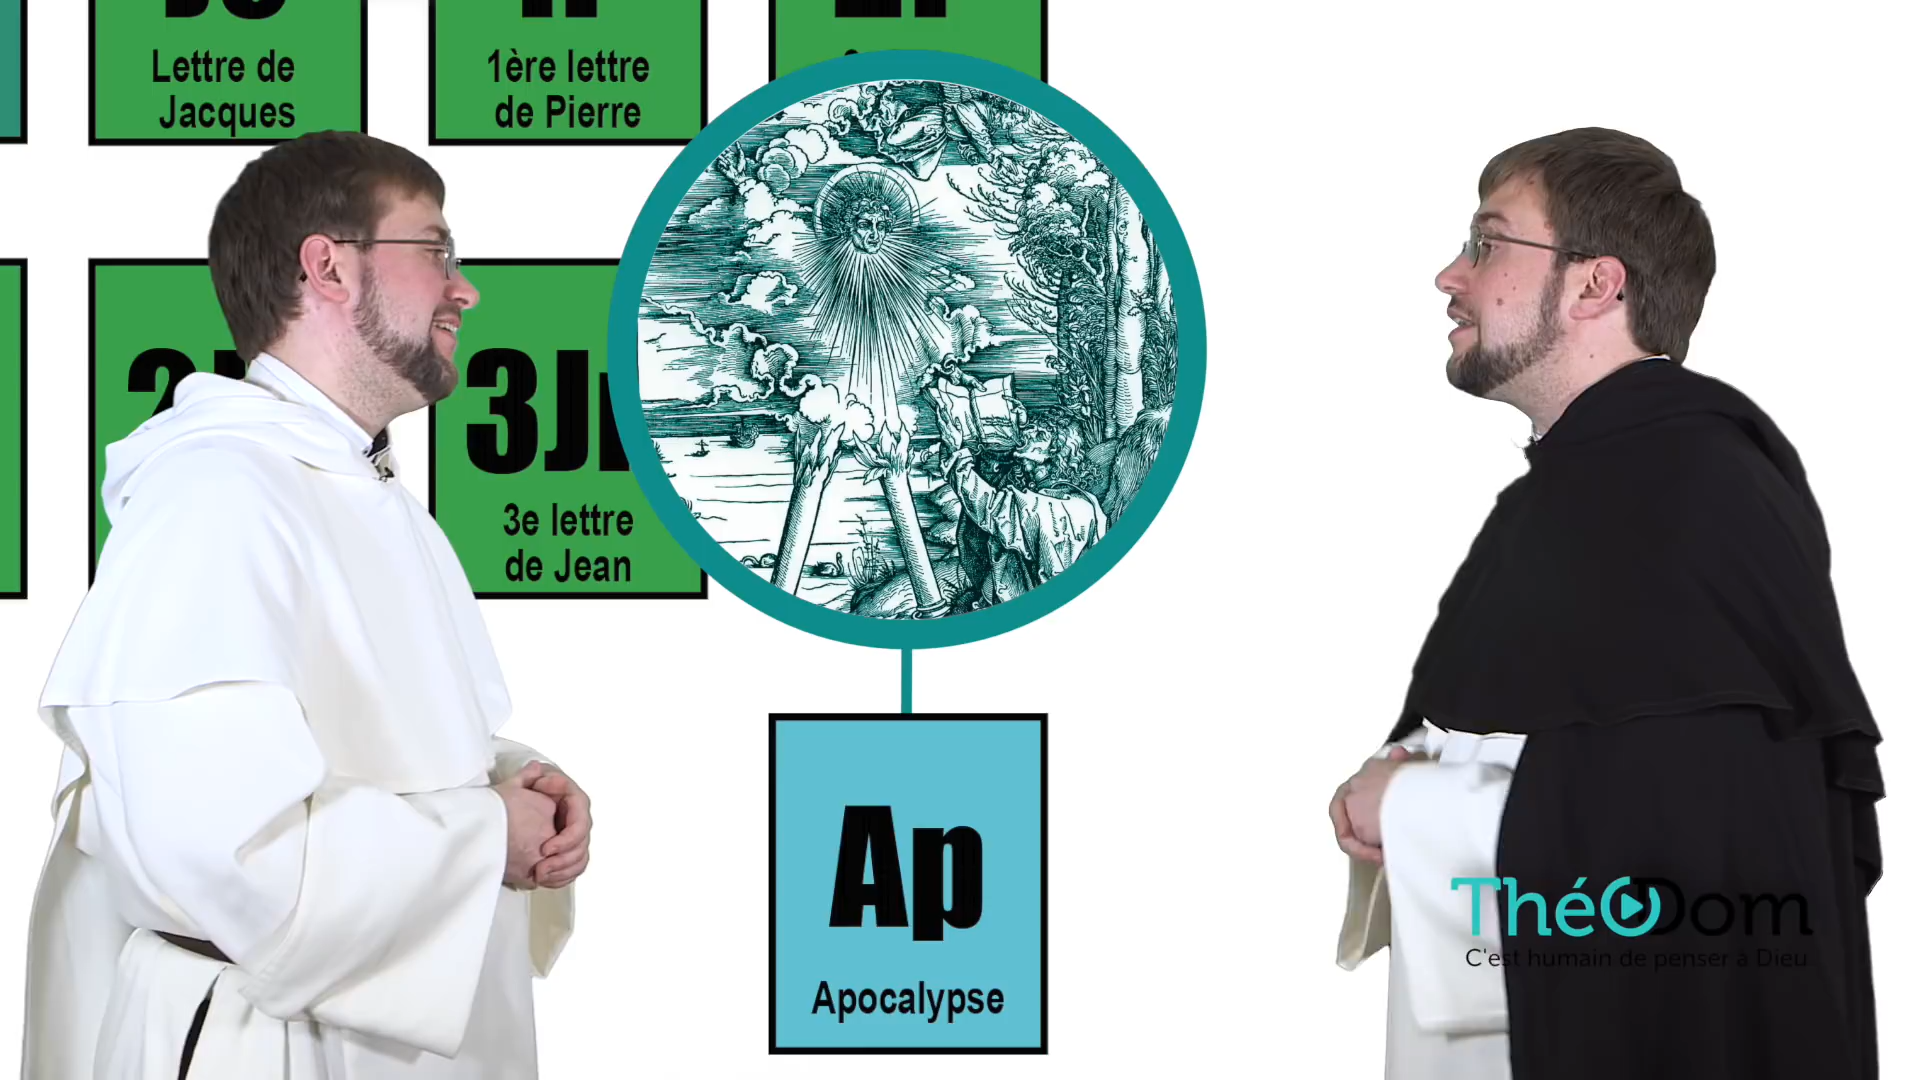 Lettre de
Jacques
1ère lettre
de Pierre
3e lettre
de Jean
Ap
Apocalypse
ThéoDom
C'est humain de penser à Dieu